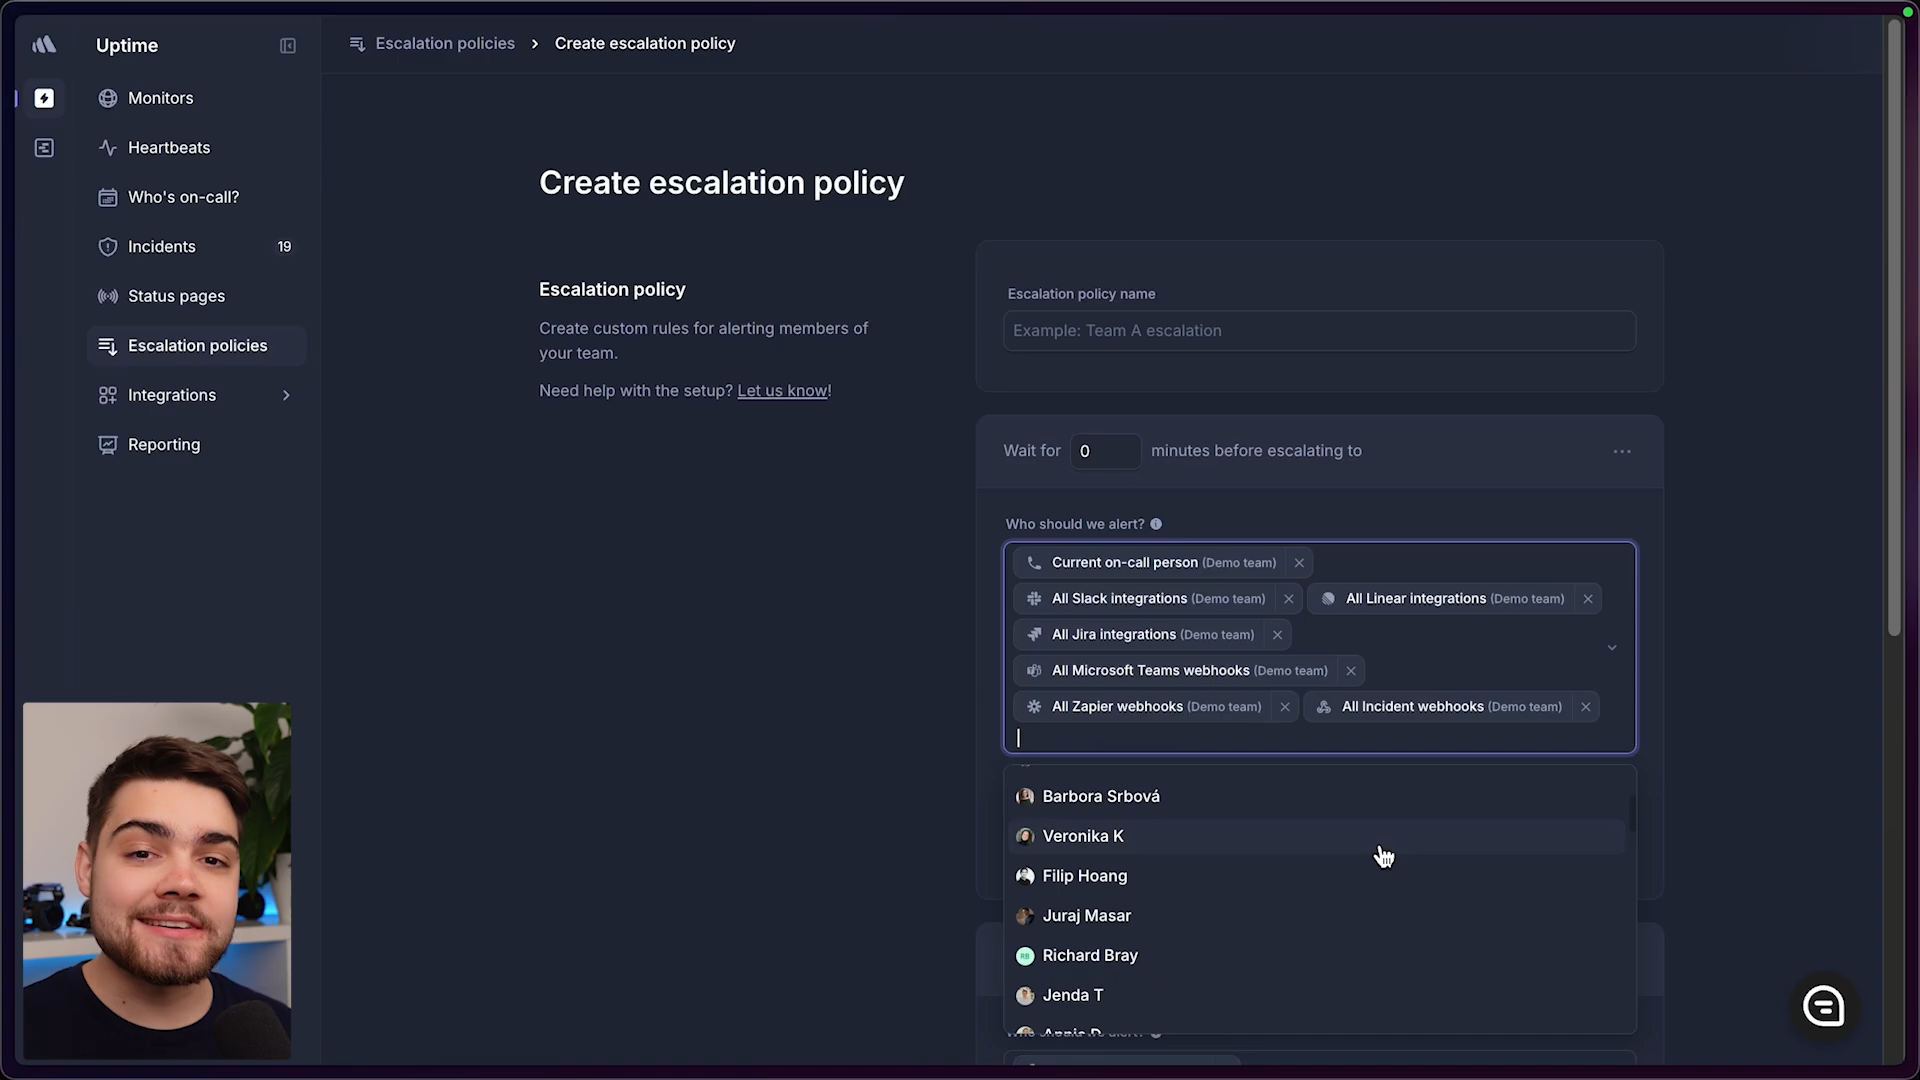 Uptime
Monitors
Heartbeats
Who's on-call?
Incidents 19
Status pages
Escalation policies
Integrations
Reporting
Escalation policies › Create escalation policy
Create escalation policy
Escalation policy
Create custom rules for alerting members of
your team.
Need help with the setup? Let us know!
Escalation policy name
Example: Team A escalation
Wait for 0 minutes before escalating to
Who should we alert?
Current on-call person (Demo team)
All Slack integrations (Demo team) All Linear integrations (Demo team)
All Jira integrations (Demo team)
All Microsoft Teams webhooks (Demo team)
All Zapier webhooks (Demo team) All Incident webhooks (Demo team)
Barbora Srbová
Veronika K
Filip Hoang
Juraj Masar
RB Richard Bray
Jenda T